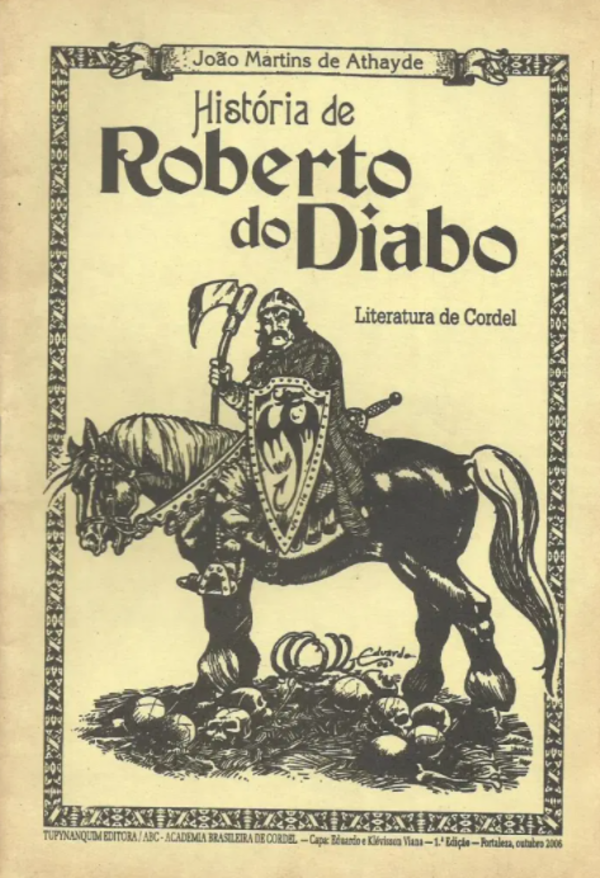 João Martins de Athayde
História de
Roberto
do Diabo
Literatura de Cordel
Eduardo
TUPYNANQUIM EDITORA / ABC - ACADEMIA BRASILEIRA DE CORDEL — Capa: Eduardo e Klévisson Viana — 1.ª Edição — Fortaleza, outubro 2006